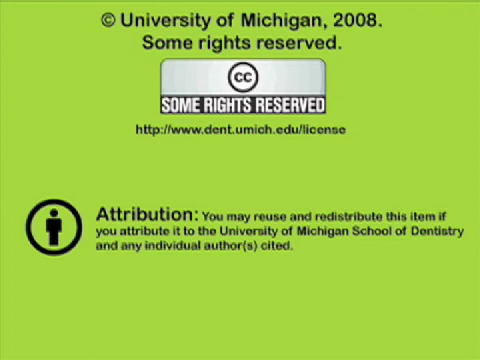 © University of Michigan, 2008.
Some rights reserved.
cc
SOME RIGHTS RESERVED
http://www.dent.umich.edu/license
Attribution: You may reuse and redistribute this item if
you attribute it to the University of Michigan School of Dentistry
and any individual author(s) cited.